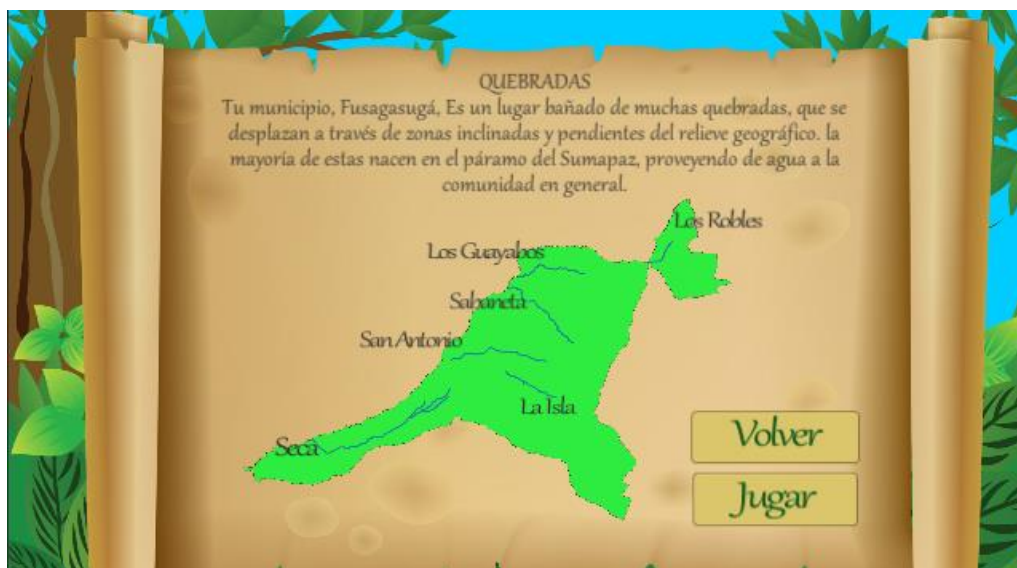 QUEBRADAS
Tu municipio, Fusagasugá, Es un lugar bañado de muchas quebradas, que se
desplazan a través de zonas inclinadas y pendientes del relieve geográfico. la
mayoría de estas nacen en el páramo del Sumapaz, proveyendo de agua a la
comunidad en general.
Los Robles
Los Guayabos
Sabaneta
San Antonio
La Isla
Seca
Volver
Jugar